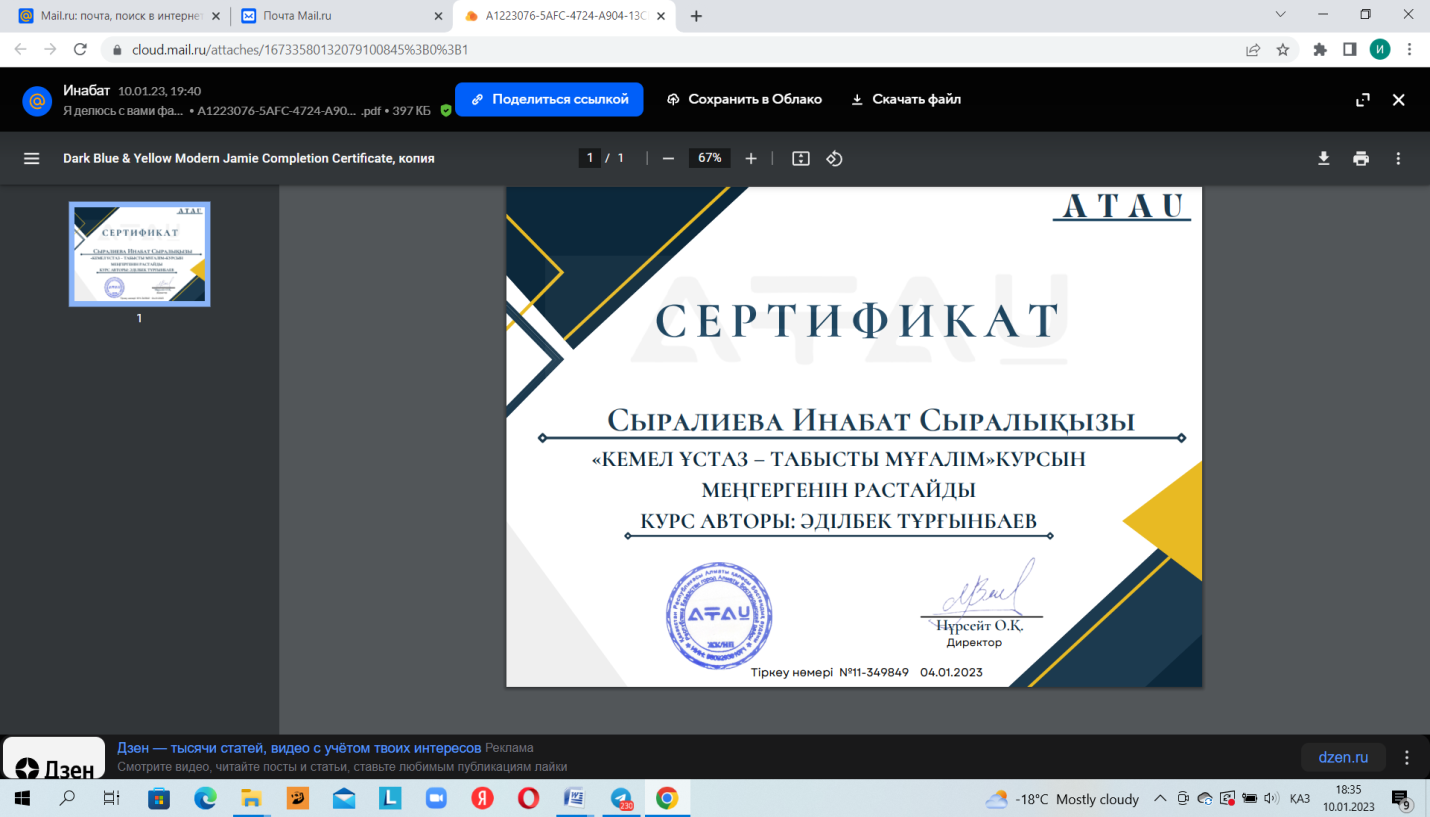 Mail.ru: почта, поиск в интернет
Почта Mail.ru
A1223076-5AFC-4724-A904-13C
cloud.mail.ru/attaches/16733580132079100845%3B0%3B1
И
Инабат 10.01.23, 19:40
Я делюсь с вами фа... • A1223076-5AFC-4724-A90... .pdf • 397 КБ
Поделиться ссылкой
Сохранить в Облако
Скачать файл
Dark Blue & Yellow Modern Jamie Completion Certificate, копия
1 / 1
67%
1
АТАU
СЕРТИФИКАТ
Сыралиева Инабат Сыралықызы
«КЕМЕЛ ҰСТАЗ – ТАБЫСТЫ МҰҒАЛІМ»КУРСЫН
МЕҢГЕРГЕНІН РАСТАЙДЫ
КУРС АВТОРЫ: ӘДІЛБЕК ТҰРҒЫНБАЕВ
ATAU
ЖК/ИП
Нұрсейт О.Қ.
Директор
Тіркеу нөмері №11-349849 04.01.2023
Дзен
Дзен — тысячи статей, видео с учётом твоих интересов Реклама
Смотрите видео, читайте посты и статьи, ставьте любимым публикациям лайки
dzen.ru
230
-18°C Mostly cloudy
ҚАЗ
18:35
10.01.2023
9